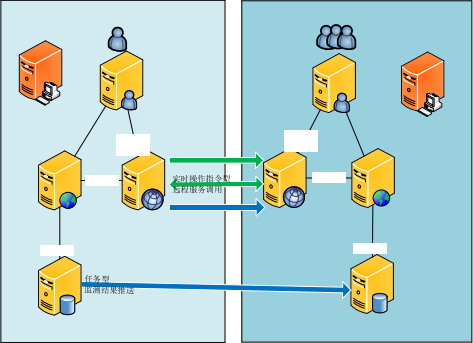 实时操作指令型
远程服务调用
任务型
监测结果推送